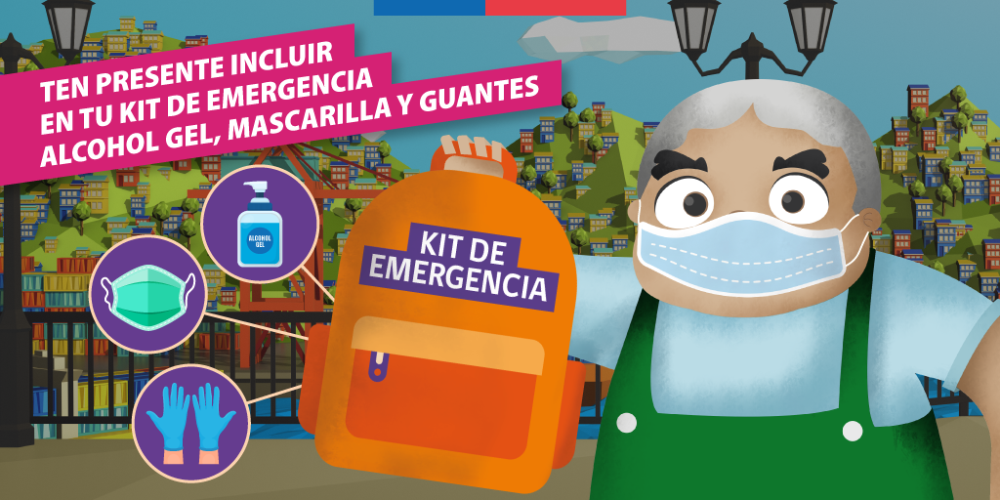 TEN PRESENTE INCLUIR
EN TU KIT DE EMERGENCIA
ALCOHOL GEL, MASCARILLA Y GUANTES
ALCOHOL
GEL
KIT DE
EMERGENCIA